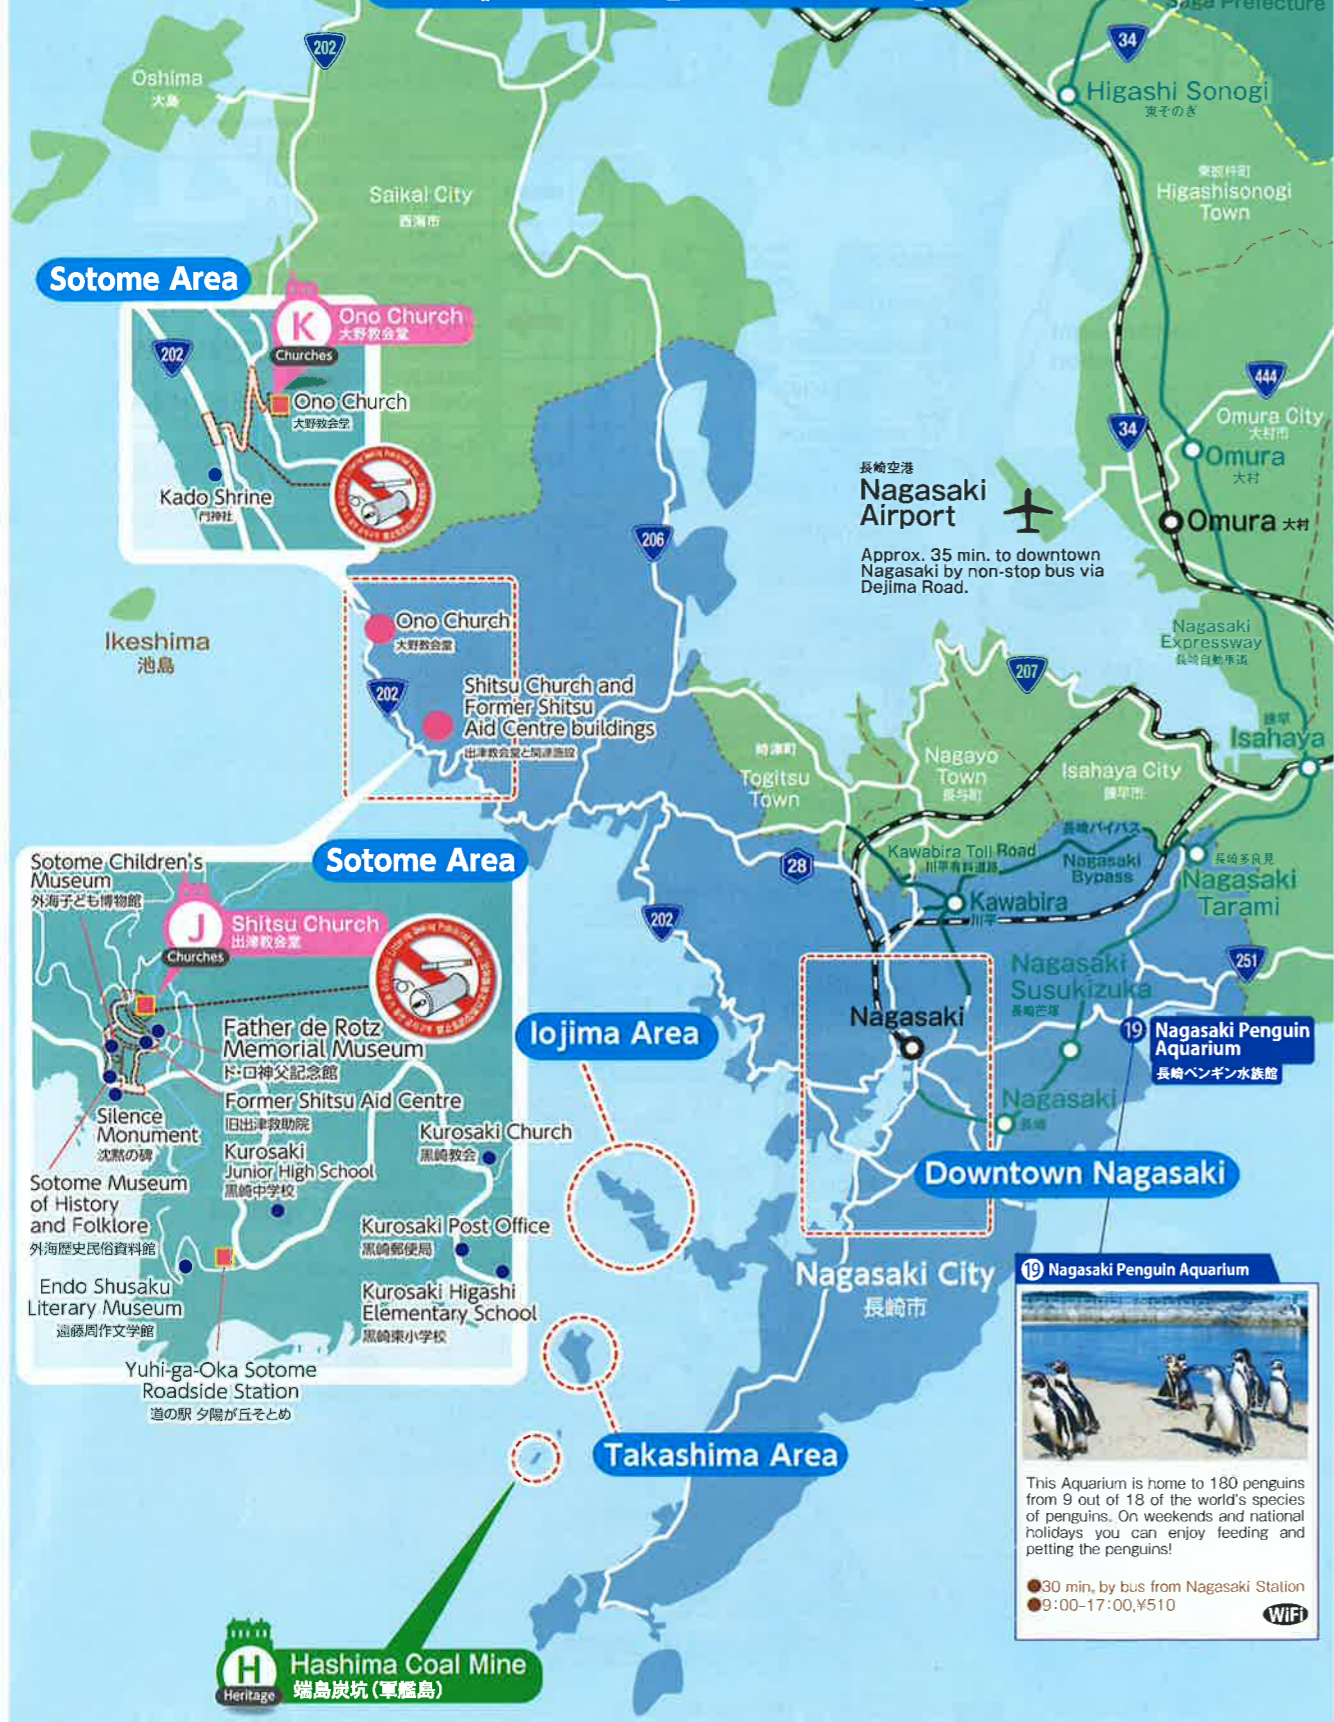 Saga Prefecture
202
34
Oshima
大島
Higashi Sonogi
東そのぎ
Saikai City
西海市
東彼杵町
Higashisonogi
Town
Sotome Area
K
Churches
Ono Church
大野教会堂
202
Ono Church
大野教会堂
Kado Shrine
門神社
444
Omura City
大村市
34
Omura
大村
Omura 大村
長崎空港
Nagasaki
Airport
Approx. 35 min. to downtown
Nagasaki by non-stop bus via
Dejima Road.
206
Ikeshima
池島
Ono Church
大野教会堂
202
Shitsu Church and
Former Shitsu
Aid Centre buildings
出津教会堂と関連施設
Nagasaki
Expressway
長崎自動車道
207
諫早
Isahaya
時津町
Togitsu
Town
Nagayo
Town
長与町
Isahaya City
諫早市
長崎バイパス
Nagasaki
Bypass
Kawabira Toll Road
川平有料道路
28
Kawabira
川平
長崎多良見
Nagasaki
Tarami
202
251
Sotome Area
Sotome Children's
Museum
外海子ども博物館
J
Churches
Shitsu Church
出津教会堂
Father de Rotz
Memorial Museum
ド・ロ神父記念館
Former Shitsu Aid Centre
旧出津救助院
Silence
Monument
沈黙の碑
Kurosaki
Junior High School
黒崎中学校
Kurosaki Church
黒崎教会
Sotome Museum
of History
and Folklore
外海歴史民俗資料館
Kurosaki Post Office
黒崎郵便局
Endo Shusaku
Literary Museum
遠藤周作文学館
Kurosaki Higashi
Elementary School
黒崎東小学校
Yuhi-ga-Oka Sotome
Roadside Station
道の駅 夕陽が丘そとめ
Iojima Area
Nagasaki
Nagasaki
Susukizuka
長崎芒塚
19 Nagasaki Penguin
Aquarium
長崎ペンギン水族館
Nagasaki
長崎
Downtown Nagasaki
Nagasaki City
長崎市
Takashima Area
H
Heritage
Hashima Coal Mine
端島炭坑(軍艦島)
19 Nagasaki Penguin Aquarium
This Aquarium is home to 180 penguins
from 9 out of 18 of the world's species
of penguins. On weekends and national
holidays you can enjoy feeding and
petting the penguins!
●30 min, by bus from Nagasaki Station
●9:00-17:00,¥510
WiFi